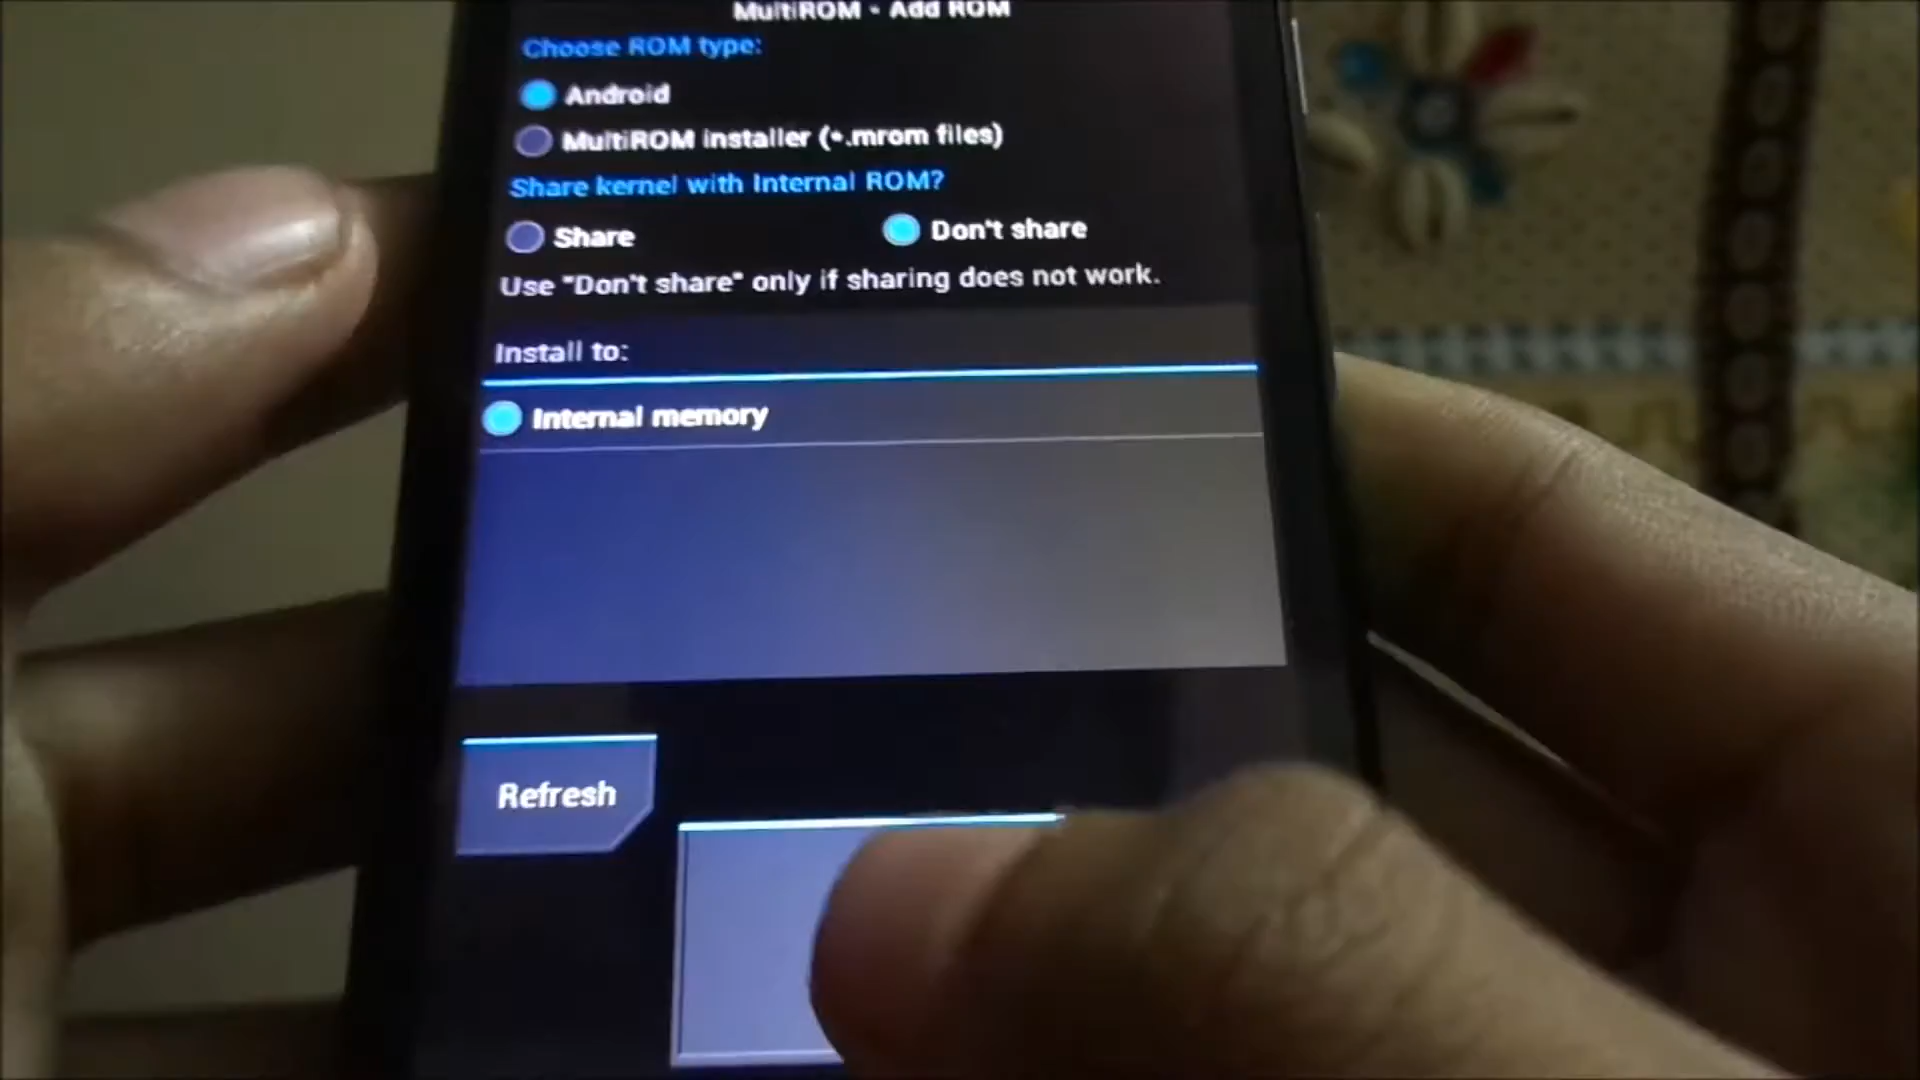 MultiROM - Add ROM
Choose ROM type:
Android
MultiROM installer (*.mrom files)
Share kernel with Internal ROM?
Share
Don't share
Use "Don't share" only if sharing does not work.
Install to:
Internal memory
Refresh